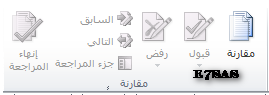 السابق
التالي
جزء المراجعة
مقارنة
قبول
رفض
إنهاء
المراجعة
E7SAS
مقارنة